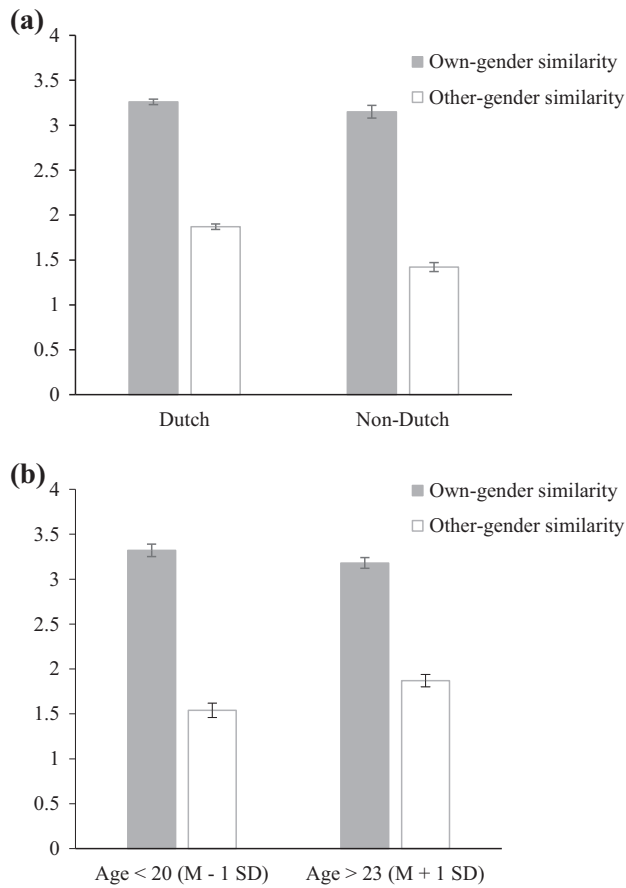 (a)
4
3.5
3
2.5
2
1.5
1
0.5
0
Own-gender similarity
Other-gender similarity
Dutch Non-Dutch
(b)
4
3.5
3
2.5
2
1.5
1
0.5
0
Own-gender similarity
Other-gender similarity
Age < 20 (M - 1 SD) Age > 23 (M + 1 SD)